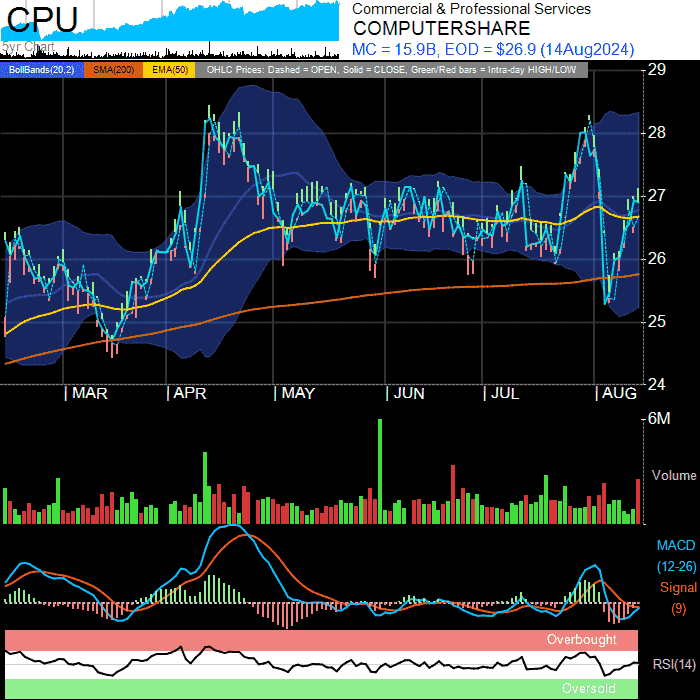 CPU
5yr Chart
Commercial & Professional Services
COMPUTERSHARE
MC = 15.9B, EOD = $26.9 (14Aug2024)
BollBands(20,2) SMA(200) EMA(50) OHLC Prices: Dashed = OPEN, Solid = CLOSE, Green/Red bars = Intra-day HIGH/LOW
29
28
27
26
25
24
MAR APR MAY JUN JUL AUG
6M
Volume
MACD
(12-26)
Signal
(9)
Overbought
RSI(14)
Oversold